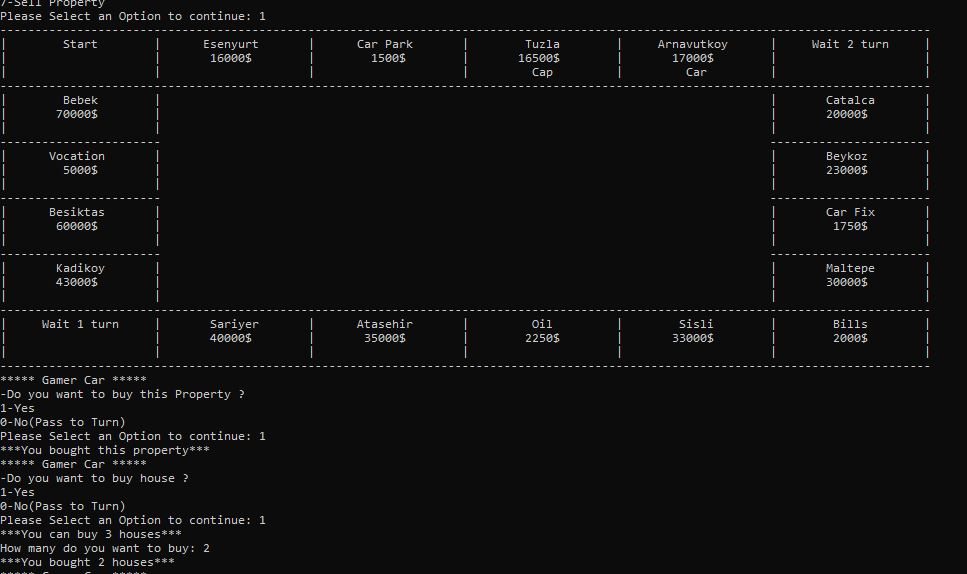 7-Sell Property
Please Select an Option to continue: 1
Start Esenyurt Car Park Tuzla Arnavutkoy Wait 2 turn
16000$ 1500$ 16500$ 17000$
Cap Car
Bebek Catalca
70000$ 20000$
Vocation Beykoz
5000$ 23000$
Besiktas Car Fix
60000$ 1750$
Kadikoy Maltepe
43000$ 30000$
Wait 1 turn Sariyer Atasehir Oil Sisli Bills
40000$ 35000$ 2250$ 33000$ 2000$
***** Gamer Car *****
-Do you want to buy this Property ?
1-Yes
0-No(Pass to Turn)
Please Select an Option to continue: 1
***You bought this property***
***** Gamer Car *****
-Do you want to buy house ?
1-Yes
0-No(Pass to Turn)
Please Select an Option to continue: 1
***You can buy 3 houses***
How many do you want to buy: 2
***You bought 2 houses***
***** Gamer Car *****